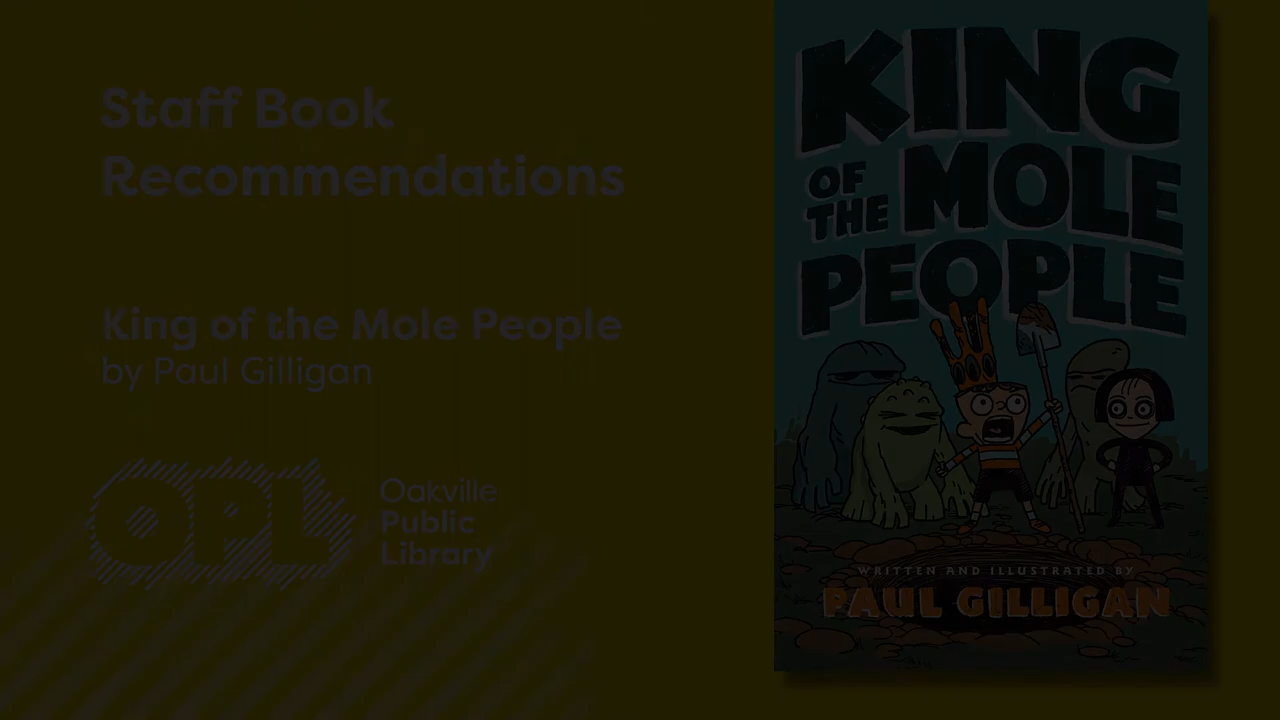 Staff Book
Recommendations
King of the Mole People
by Paul Gilligan
OPL
Oakville
Public
Library
KING
OF
THE MOLE
PEOPLE
WRITTEN AND ILLUSTRATED BY
PAUL GILLIGAN